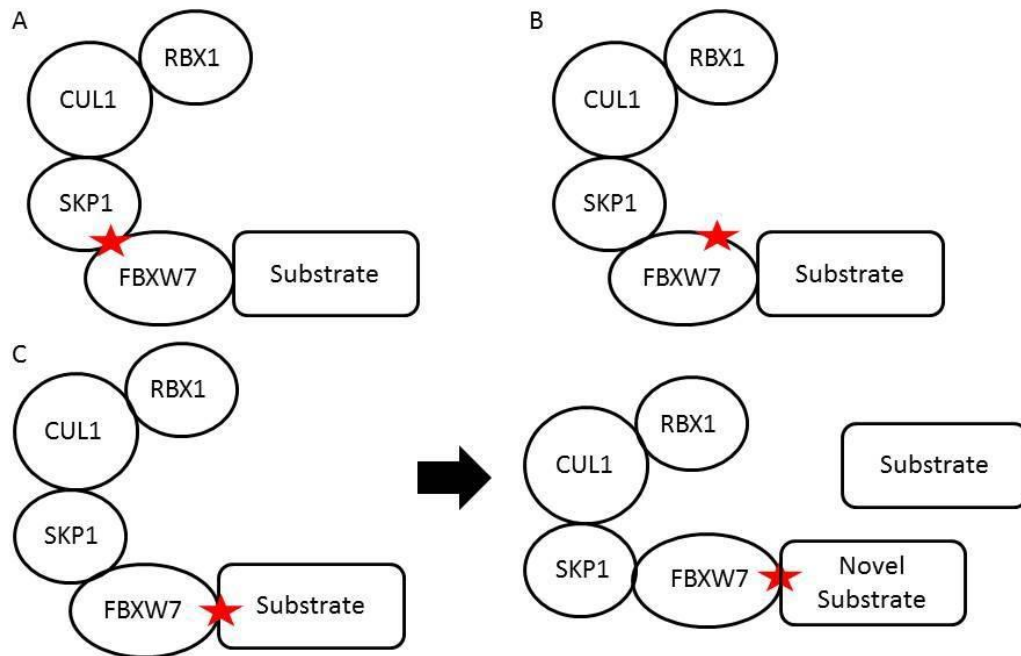 A
RBX1
CUL1
SKP1
FBXW7
Substrate
B
RBX1
CUL1
SKP1
FBXW7
Substrate
C
RBX1
CUL1
SKP1
FBXW7
Substrate
RBX1
CUL1
Substrate
SKP1
FBXW7
Novel
Substrate